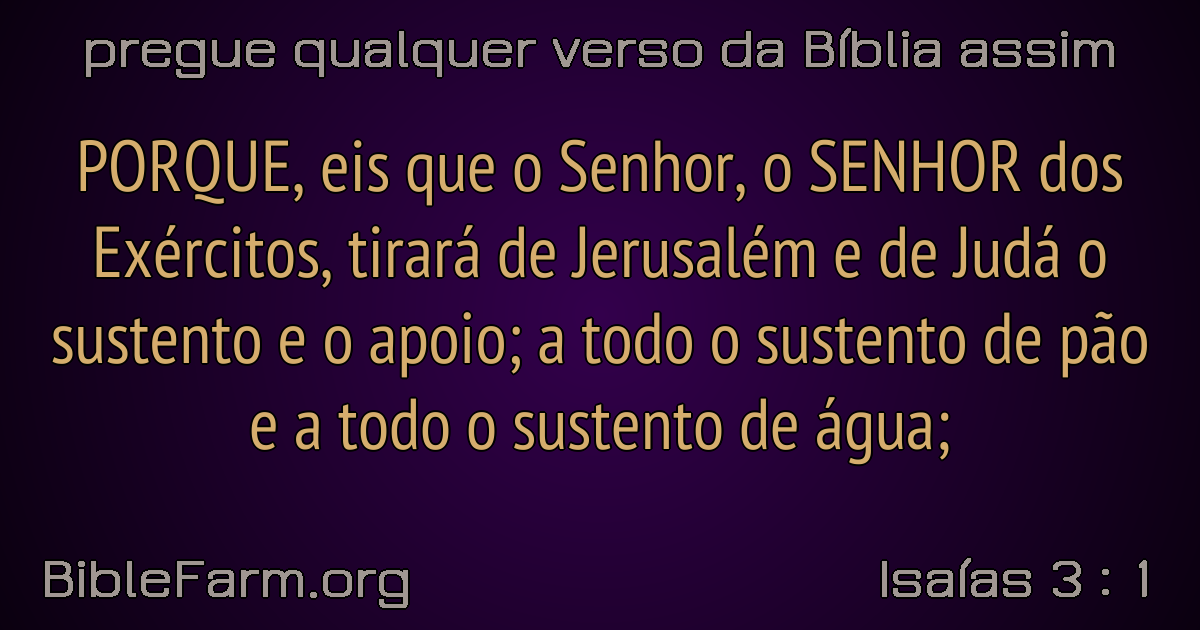 pregue qualquer verso da Bíblia assim
PORQUE, eis que o Senhor, o SENHOR dos
Exércitos, tirará de Jerusalém e de Judá o
sustento e o apoio; a todo o sustento de pão
e a todo o sustento de água;
BibleFarm.org
Isaías 3 : 1